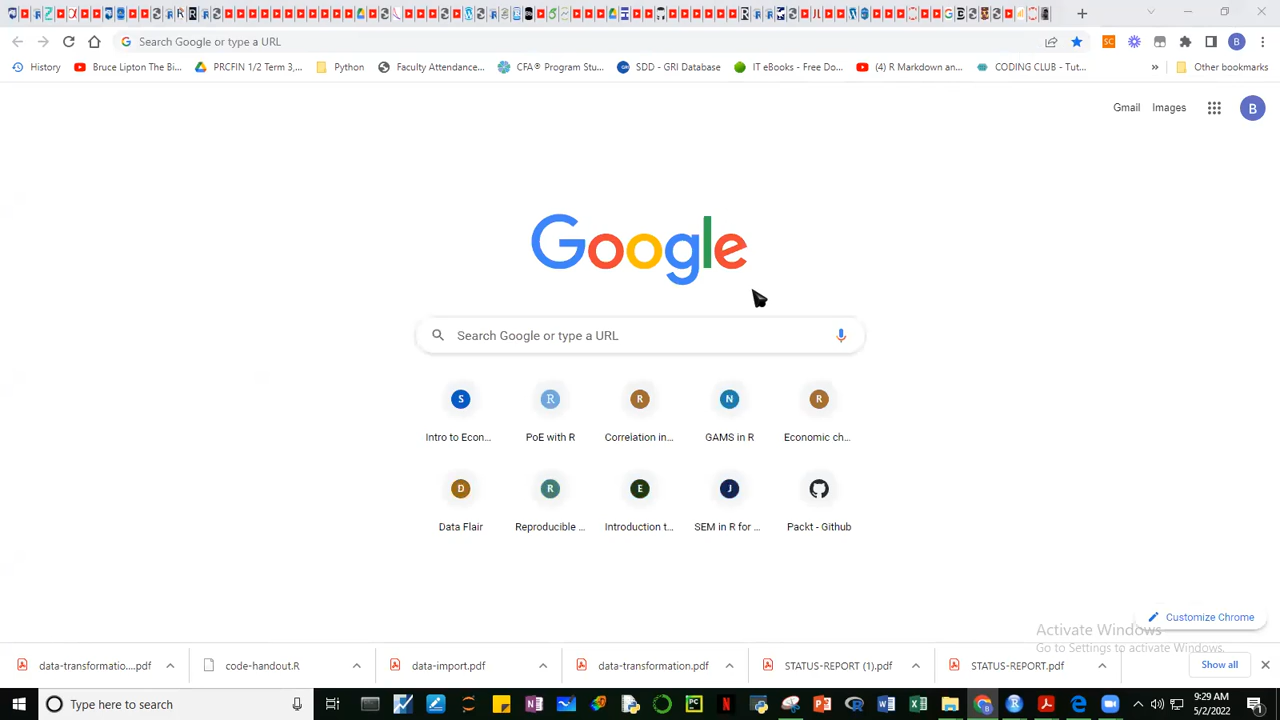 Search Google or type a URL
History
Bruce Lipton The Bi...
PRCFIN 1/2 Term 3,...
Python
Faculty Attendance...
CFA® Program Stu...
SDD - GRI Database
IT eBooks - Free Do...
(4) R Markdown an...
CODING CLUB - Tut...
»
Other bookmarks
Gmail
Images
B
Google
Search Google or type a URL
S
R
R
N
R
Intro to Econ...
PoE with R
Correlation in...
GAMS in R
Economic ch...
D
R
E
J
Data Flair
Reproducible ...
Introduction t...
SEM in R for ...
Packt - Github
Customize Chrome
Activate Windows
Go to Settings to activate Windows.
data-transformatio....pdf
code-handout.R
data-import.pdf
data-transformation.pdf
STATUS-REPORT (1).pdf
STATUS-REPORT.pdf
Show all
Type here to search
9:29 AM
5/2/2022